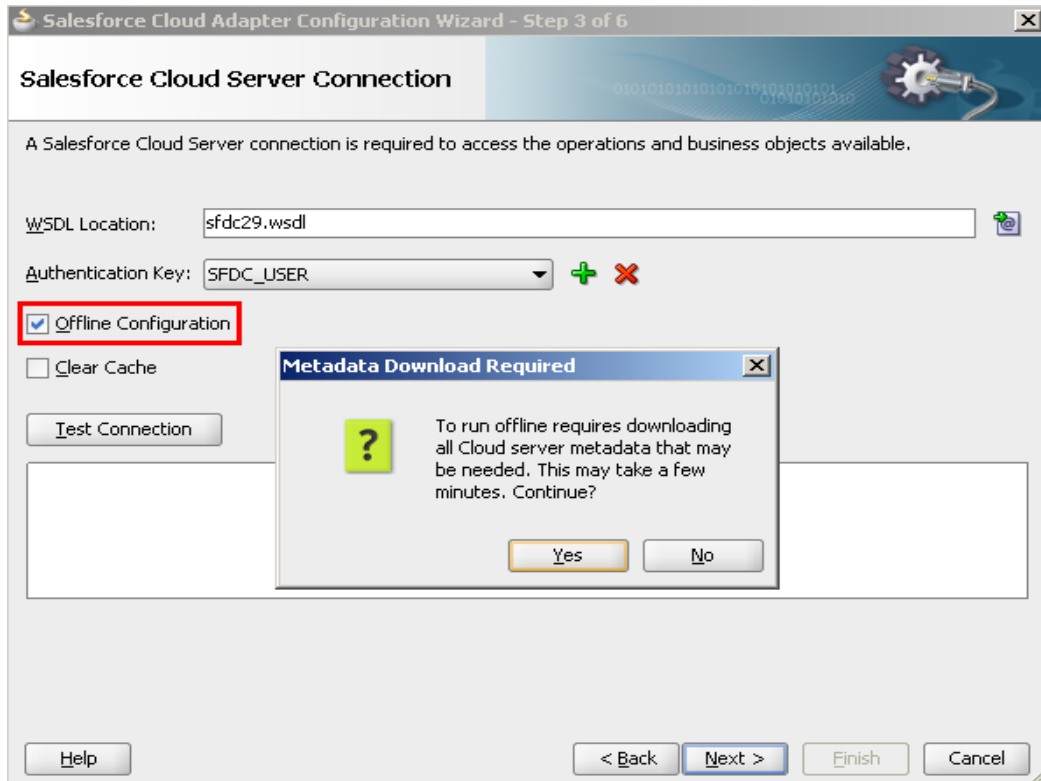 Salesforce Cloud Adapter Configuration Wizard - Step 3 of 6
Salesforce Cloud Server Connection
0101010101010101010101010101
01010101010
A Salesforce Cloud Server connection is required to access the operations and business objects available.
WSDL Location: sfdc29.wsdl
Authentication Key: SFDC_USER
Offline Configuration
Clear Cache
Metadata Download Required
Test Connection
?
To run offline requires downloading
all Cloud server metadata that may
be needed. This may take a few
minutes. Continue?
Yes No
Help < Back Next > Finish Cancel